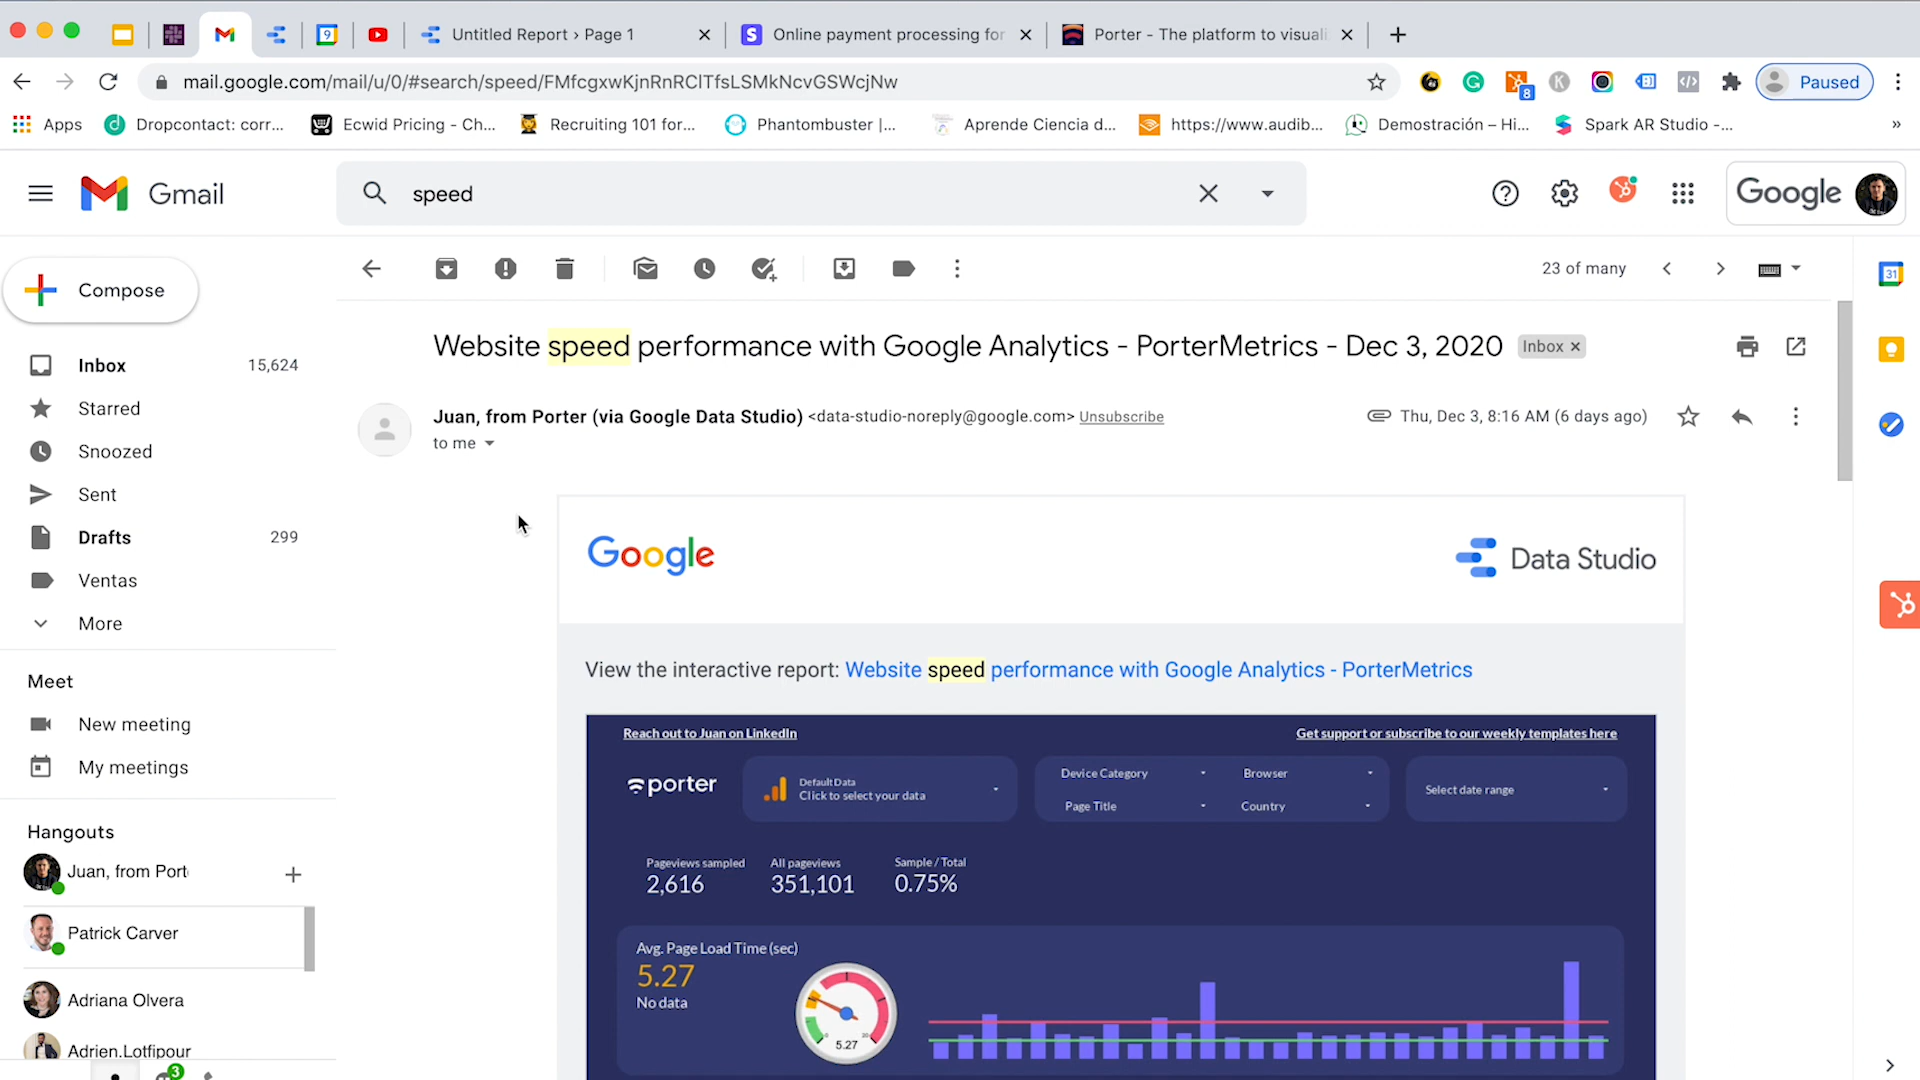 Untitled Report › Page 1
Online payment processing for
Porter - The platform to visuali
mail.google.com/mail/u/0/#search/speed/FMfcgxwKjnRnRClTfsLSMkNcvGSWcjNw
8
Paused
Apps
Dropcontact: corr...
Ecwid Pricing - Ch...
Recruiting 101 for...
Phantombuster |...
Aprende Ciencia d...
https://www.audib...
Demostración – Hi...
Spark AR Studio -...
»
Gmail
speed
Google
Compose
23 of many
Website speed performance with Google Analytics - PorterMetrics - Dec 3, 2020
Inbox ×
Inbox 15,624
Starred
Snoozed
Sent
Drafts 299
Ventas
More
Juan, from Porter (via Google Data Studio) <data-studio-noreply@google.com> Unsubscribe
Thu, Dec 3, 8:16 AM (6 days ago)
to me
Meet
New meeting
My meetings
Hangouts
Juan, from Port
Patrick Carver
Adriana Olvera
Adrien.Lotfipour
3
Google
Data Studio
View the interactive report: Website speed performance with Google Analytics - PorterMetrics
Reach out to Juan on LinkedIn
Get support or subscribe to our weekly templates here
porter
Default Data
Click to select your data
Device Category
Browser
Page Title
Country
Select date range
Pageviews sampled
2,616
All pageviews
351,101
Sample / Total
0.75%
Avg. Page Load Time (sec)
5.27
No data
0
20
5.27
31
9